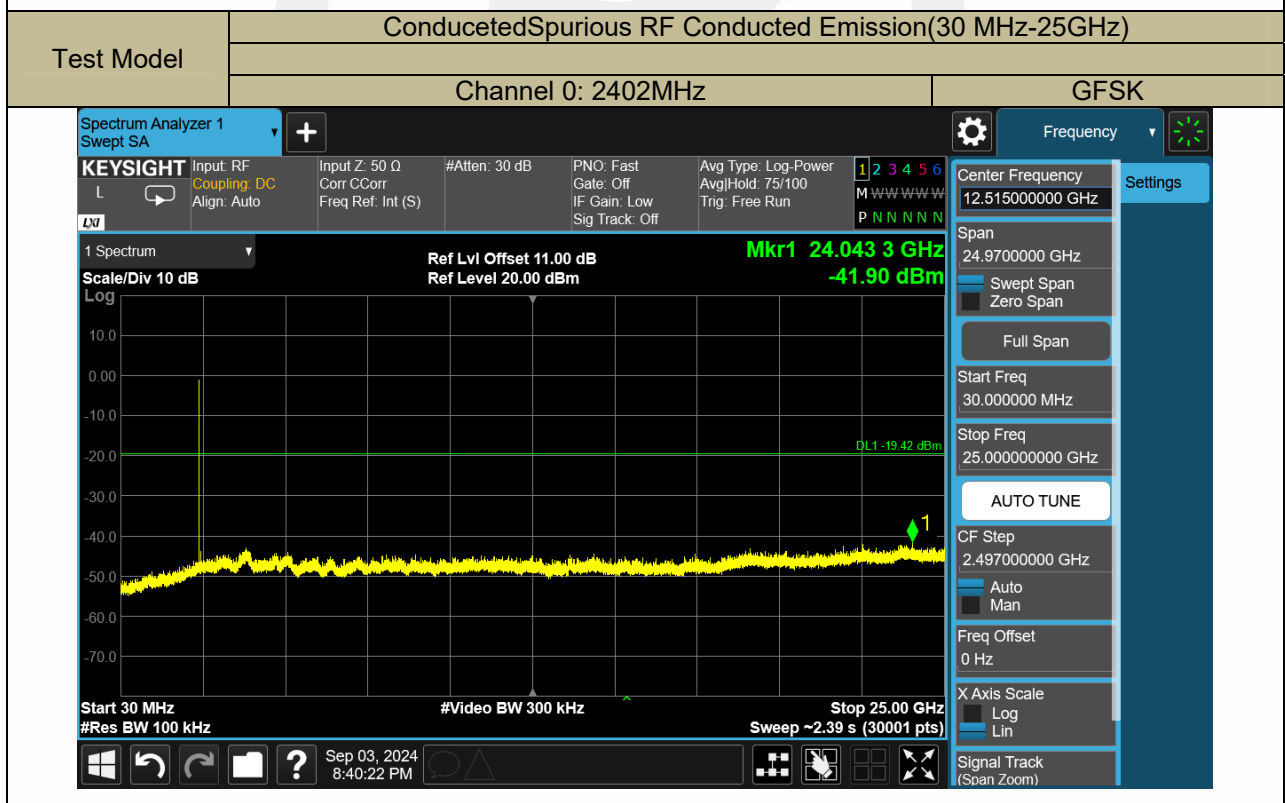 ConducetedSpurious RF Conducted Emission(30 MHz-25GHz)
Test Model
Channel 0: 2402MHz GFSK
Spectrum Analyzer 1
Swept SA
Frequency
KEYSIGHT
L
LXI
Input: RF
Coupling: DC
Align: Auto
Input Z: 50 Ω
Corr CCorr
Freq Ref: Int (S)
#Atten: 30 dB
PNO: Fast
Gate: Off
IF Gain: Low
Sig Track: Off
Avg Type: Log-Power
Avg|Hold: 75/100
Trig: Free Run
1 2 3 4 5 6
M W W W W W
P N N N N N
1 Spectrum
Scale/Div 10 dB
Log
Ref Lvl Offset 11.00 dB
Ref Level 20.00 dBm
Mkr1 24.043 3 GHz
-41.90 dBm
10.0
0.00
-10.0
-20.0
-30.0
-40.0
-50.0
-60.0
-70.0
DL1 -19.42 dBm
1
Start 30 MHz
#Res BW 100 kHz
#Video BW 300 kHz
Stop 25.00 GHz
Sweep ~2.39 s (30001 pts)
Sep 03, 2024
8:40:22 PM
Center Frequency
12.515000000 GHz
Settings
Span
24.9700000 GHz
Swept Span
Zero Span
Full Span
Start Freq
30.000000 MHz
Stop Freq
25.000000000 GHz
AUTO TUNE
CF Step
2.497000000 GHz
Auto
Man
Freq Offset
0 Hz
X Axis Scale
Log
Lin
Signal Track
(Span Zoom)